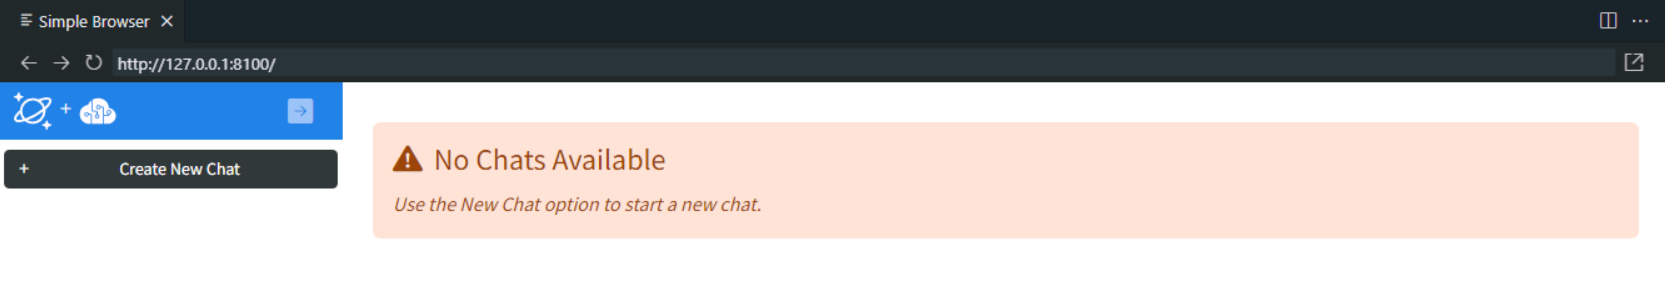 Simple Browser
http://127.0.0.1:8100/
+
+ Create New Chat
No Chats Available
Use the New Chat option to start a new chat.